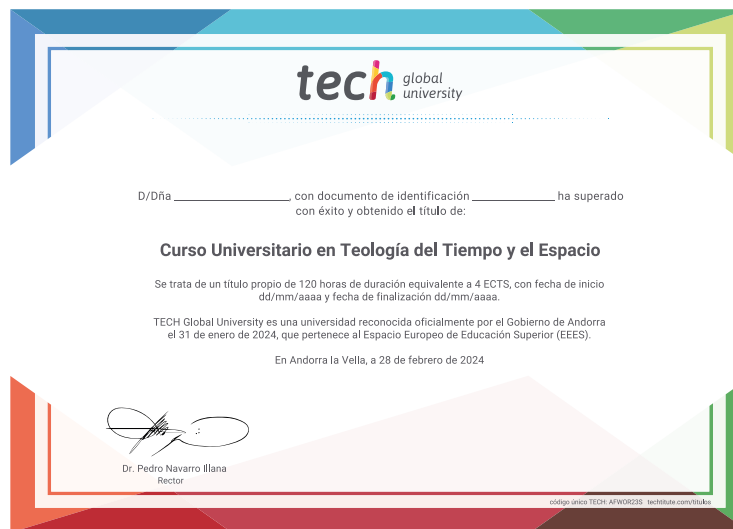 tech global university
D/Dña ____________________, con documento de identificación ______________ ha superado
con éxito y obtenido el título de:
Curso Universitario en Teología del Tiempo y el Espacio
Se trata de un título propio de 120 horas de duración equivalente a 4 ECTS, con fecha de inicio
dd/mm/aaaa y fecha de finalización dd/mm/aaaa.
TECH Global University es una universidad reconocida oficialmente por el Gobierno de Andorra
el 31 de enero de 2024, que pertenece al Espacio Europeo de Educación Superior (EEES).
En Andorra la Vella, a 28 de febrero de 2024
Dr. Pedro Navarro Illana
Rector
código único TECH: AFWOR23S techtitute.com/titulos